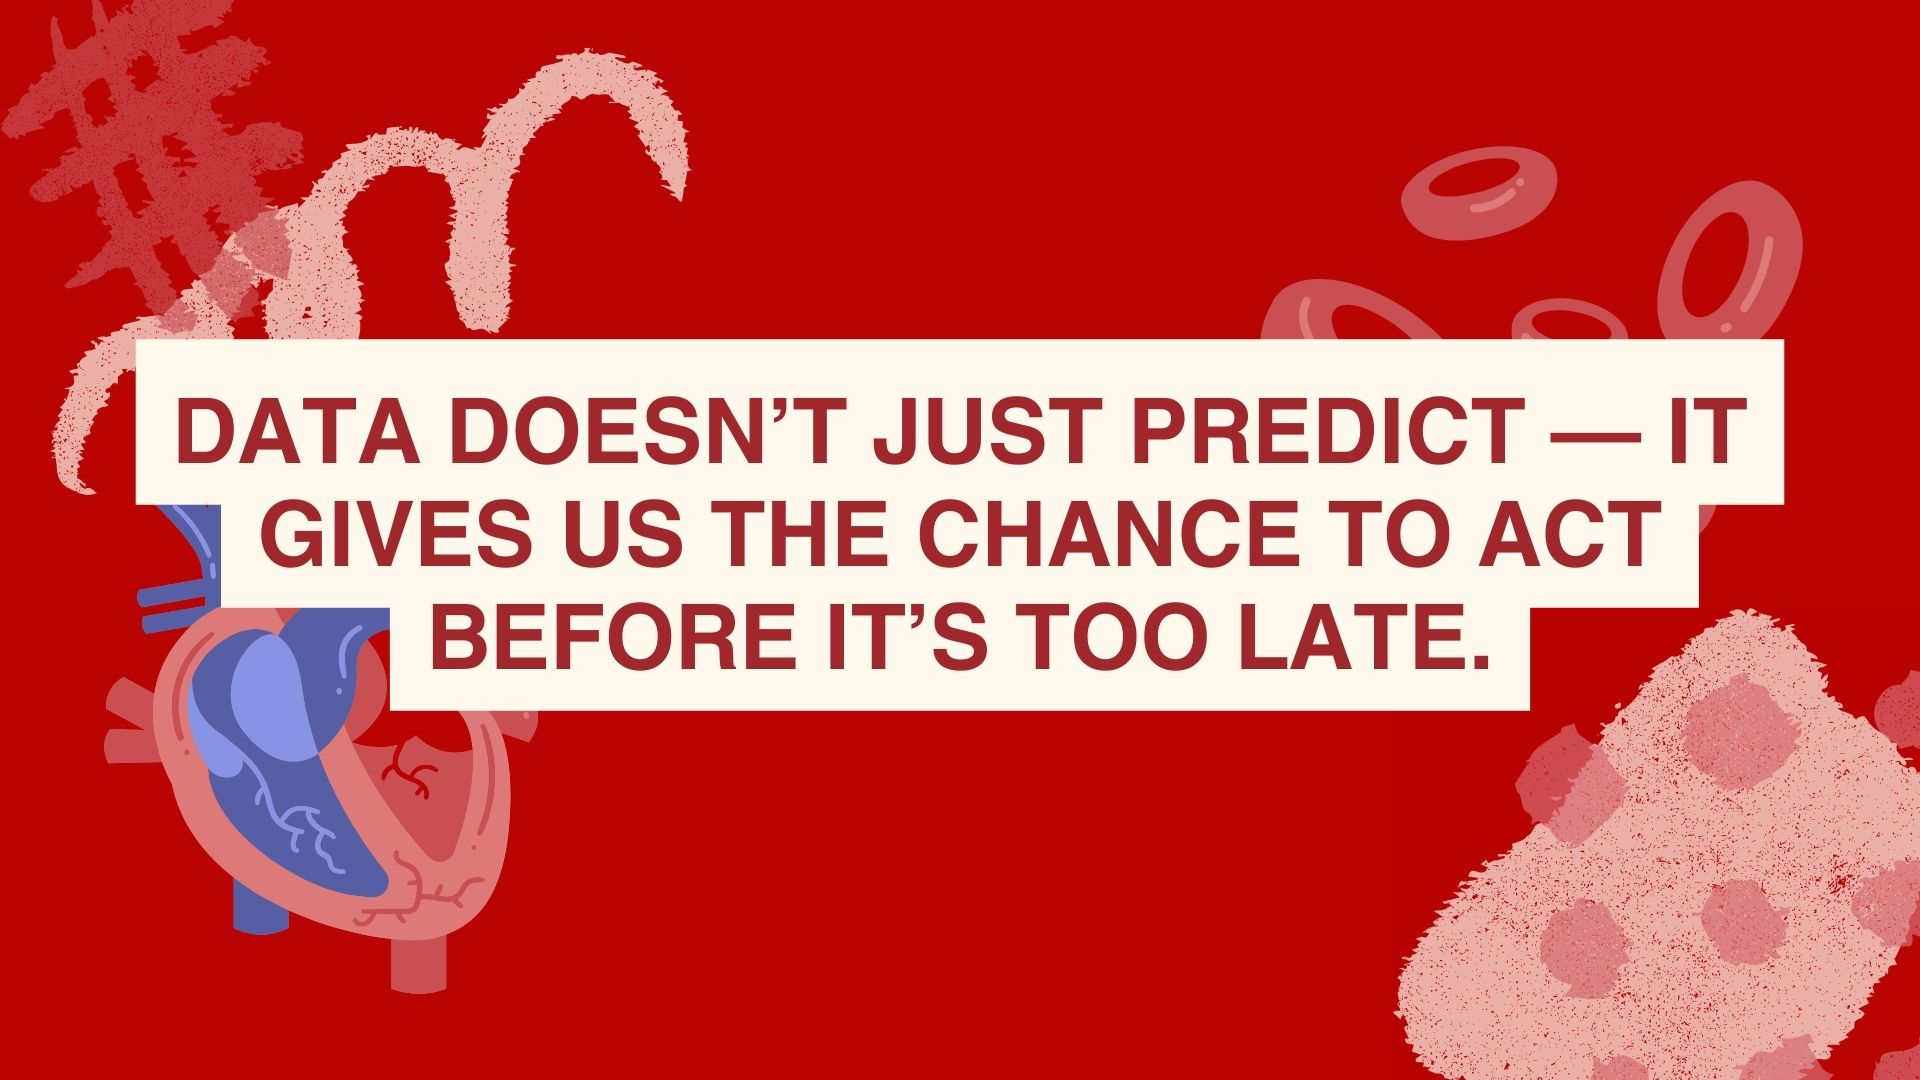 DATA DOESN’T JUST PREDICT — IT
GIVES US THE CHANCE TO ACT
BEFORE IT’S TOO LATE.